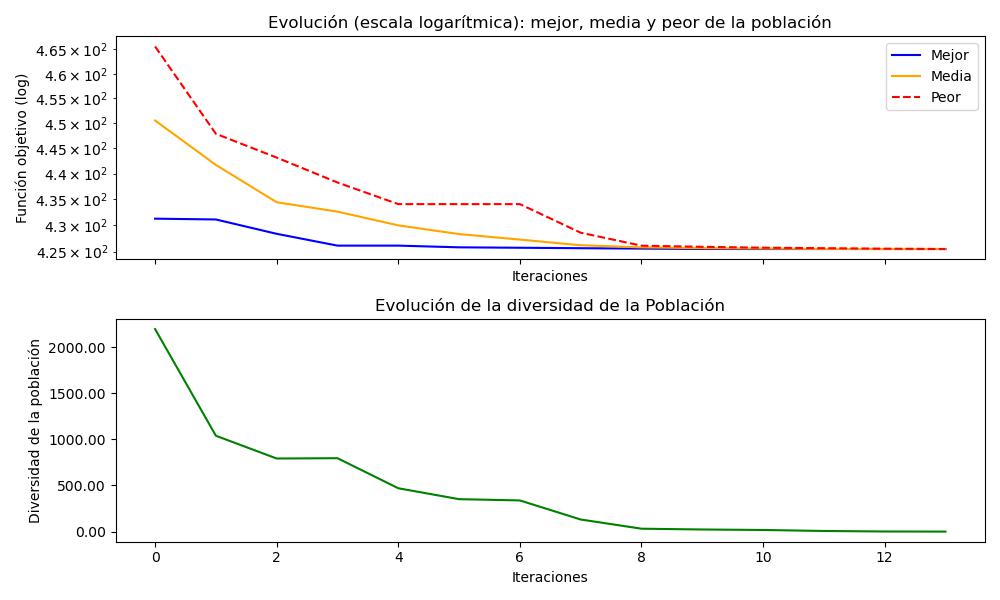 Evolución (escala logarítmica): mejor, media y peor de la población
4.65 × 10²
4.6 × 10²
4.55 × 10²
4.5 × 10²
4.45 × 10²
4.4 × 10²
4.35 × 10²
4.3 × 10²
4.25 × 10²
Función objetivo (log)
Mejor
Media
Peor
Iteraciones
Evolución de la diversidad de la Población
2000.00
1500.00
1000.00
500.00
0.00
Diversidad de la población
0 2 4 6 8 10 12
Iteraciones